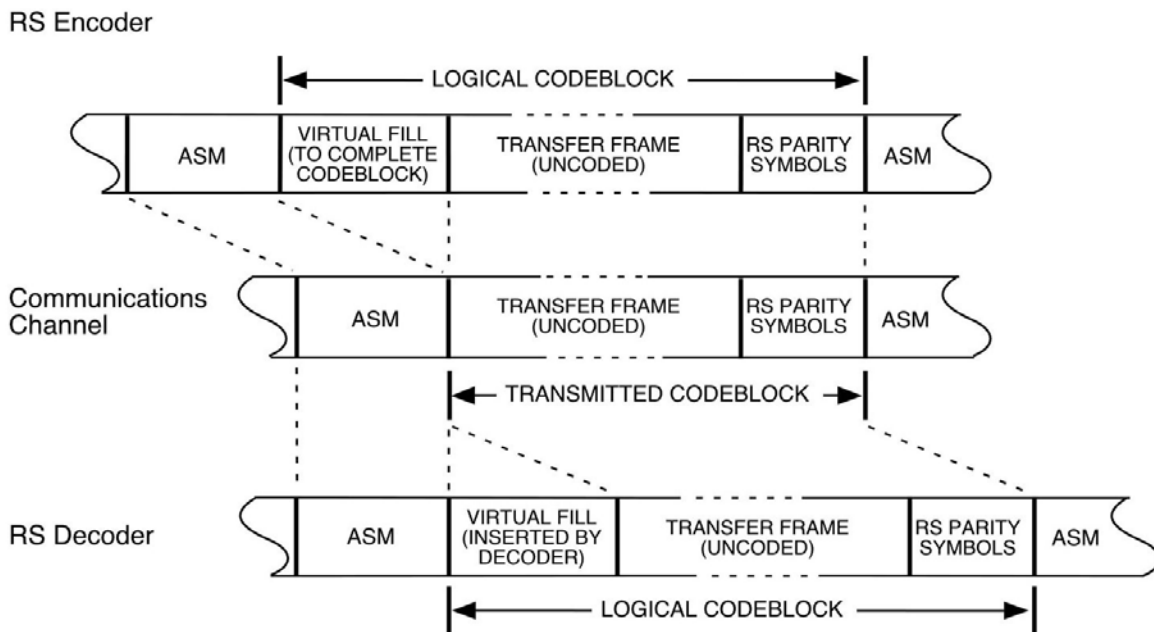 RS Encoder
LOGICAL CODEBLOCK
ASM
VIRTUAL FILL
(TO COMPLETE
CODEBLOCK)
TRANSFER FRAME
(UNCODED)
RS PARITY
SYMBOLS
ASM
Communications
Channel
ASM
TRANSFER FRAME
(UNCODED)
RS PARITY
SYMBOLS
ASM
TRANSMITTED CODEBLOCK
RS Decoder
ASM
VIRTUAL FILL
(INSERTED BY
DECODER)
TRANSFER FRAME
(UNCODED)
RS PARITY
SYMBOLS
ASM
LOGICAL CODEBLOCK